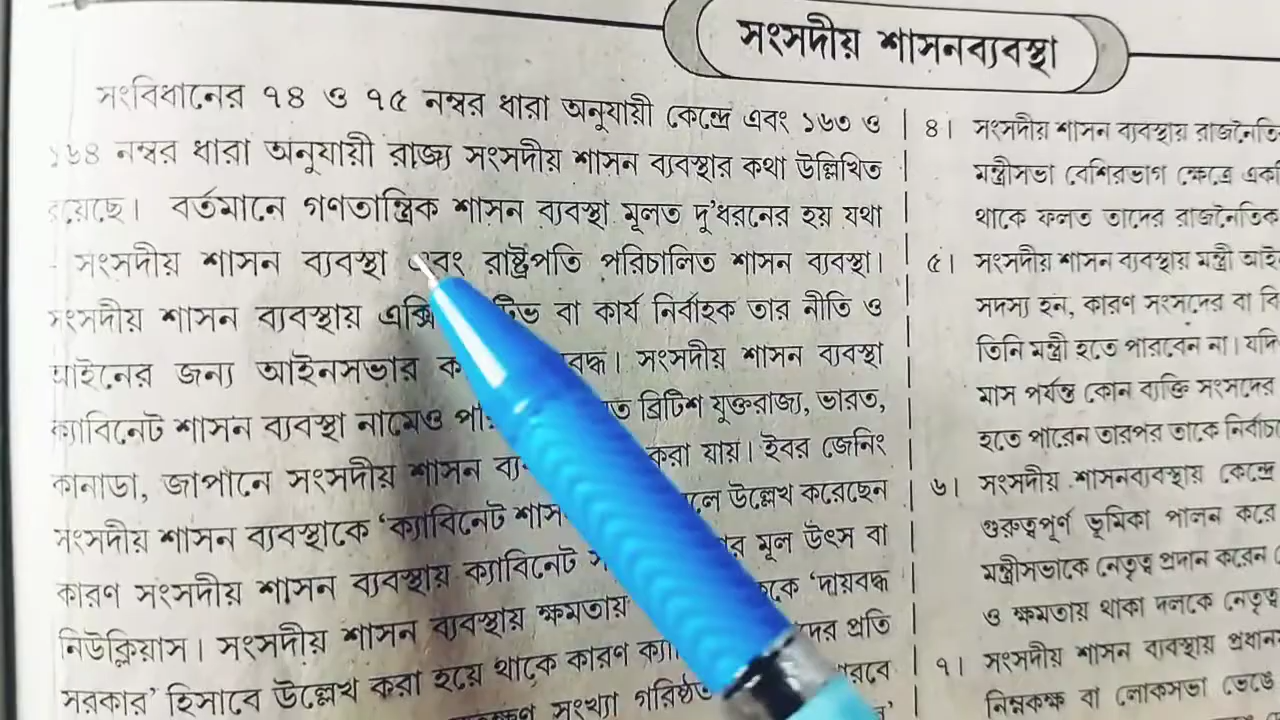 সংসদীয় শাসনব্যবস্থা
সংবিধানের ৭৪ ও ৭৫ নম্বর ধারা অনুযায়ী কেন্দ্রে এবং ১৬৩ ও
১৬৪ নম্বর ধারা অনুযায়ী রাজ্য সংসদীয় শাসন ব্যবস্থার কথা উল্লিখিত
রয়েছে। বর্তমানে গণতান্ত্রিক শাসন ব্যবস্থা মূলত দু'ধরনের হয় যথা
- সংসদীয় শাসন ব্যবস্থা এবং রাষ্ট্রপতি পরিচালিত শাসন ব্যবস্থা।
সংসদীয় শাসন ব্যবস্থায় বা কার্য নির্বাহক তার নীতি ও
আইনের জন্য আইনসভার সংসদীয় শাসন ব্যবস্থা
ক্যাবিনেট শাসন ব্যবস্থা নামেও ব্রিটিশ যুক্তরাজ্য, ভারত,
কানাডা, জাপানে সংসদীয় শাসন করা যায়। ইবর জেনিং
সংসদীয় শাসন ব্যবস্থাকে 'ক্যাবিনেট উল্লেখ করেছেন
কারণ সংসদীয় শাসন ব্যবস্থায় ক্যাবিনেট মূল উৎস বা
নিউক্লিয়াস। সংসদীয় শাসন ব্যবস্থায় ক্ষমতায় 'দায়বদ্ধ
সরকার' হিসাবে উল্লেখ করা হয়ে থাকে কারণ প্রতি
সংখ্যা
৪। সংসদীয় শাসন ব্যবস্থায়
মন্ত্রীসভা বেশিরভাগ ক্ষেত্রে
থাকে ফলত তাদের রাজনৈতিক
৫। সংসদীয় শাসন ব্যবস্থায় মন্ত্রী
সদস্য হন, কারণ সংসদের বা
তিনি মন্ত্রী হতে পারবেন না। যদি
মাস পর্যন্ত কোন ব্যক্তি সংসদের
হতে পারেন তারপর তাকে
৬। সংসদীয় শাসনব্যবস্থায় কেন্দ্রে
গুরুত্বপূর্ণ ভূমিকা পালন করে
মন্ত্রীসভাকে নেতৃত্ব প্রদান করেন
ও ক্ষমতায় থাকা দলকে
৭। সংসদীয় শাসন ব্যবস্থায়
নিম্নকক্ষ বা লোকসভা